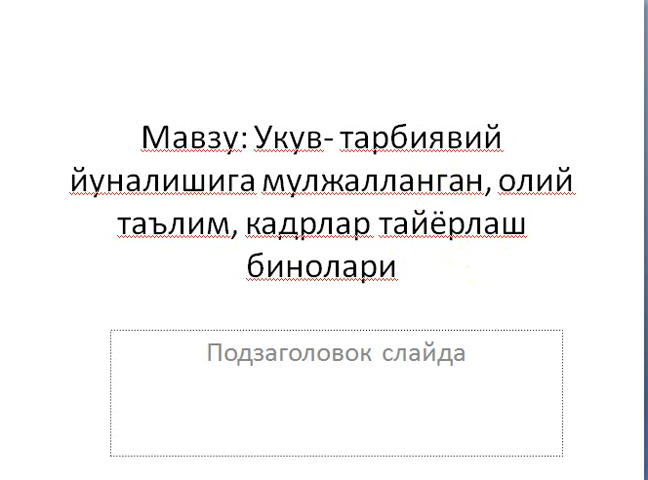 Мавзу: Укув- тарбиявий
йуналишига мулжалланган, олий
таълим, кадрлар тайёрлаш
бинолари
Подзаголовок слайда